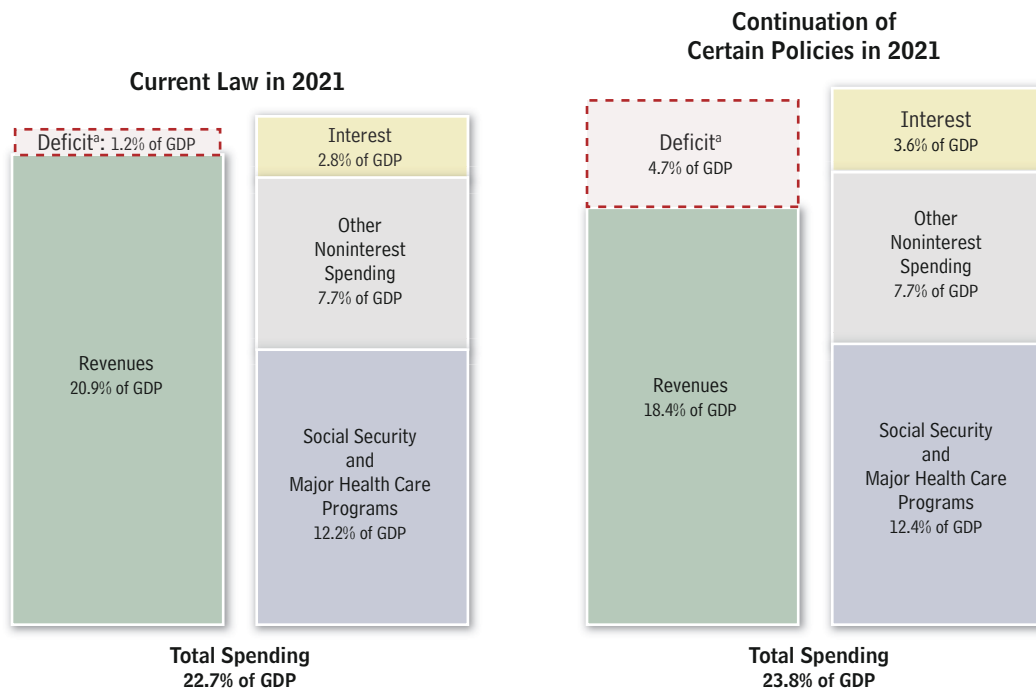 Current Law in 2021
Deficitᵃ: 1.2% of GDP
Revenues
20.9% of GDP
Interest
2.8% of GDP
Other
Noninterest
Spending
7.7% of GDP
Social Security
and
Major Health Care
Programs
12.2% of GDP
Total Spending
22.7% of GDP
Continuation of
Certain Policies in 2021
Deficitᵃ
4.7% of GDP
Revenues
18.4% of GDP
Interest
3.6% of GDP
Other
Noninterest
Spending
7.7% of GDP
Social Security
and
Major Health Care
Programs
12.4% of GDP
Total Spending
23.8% of GDP